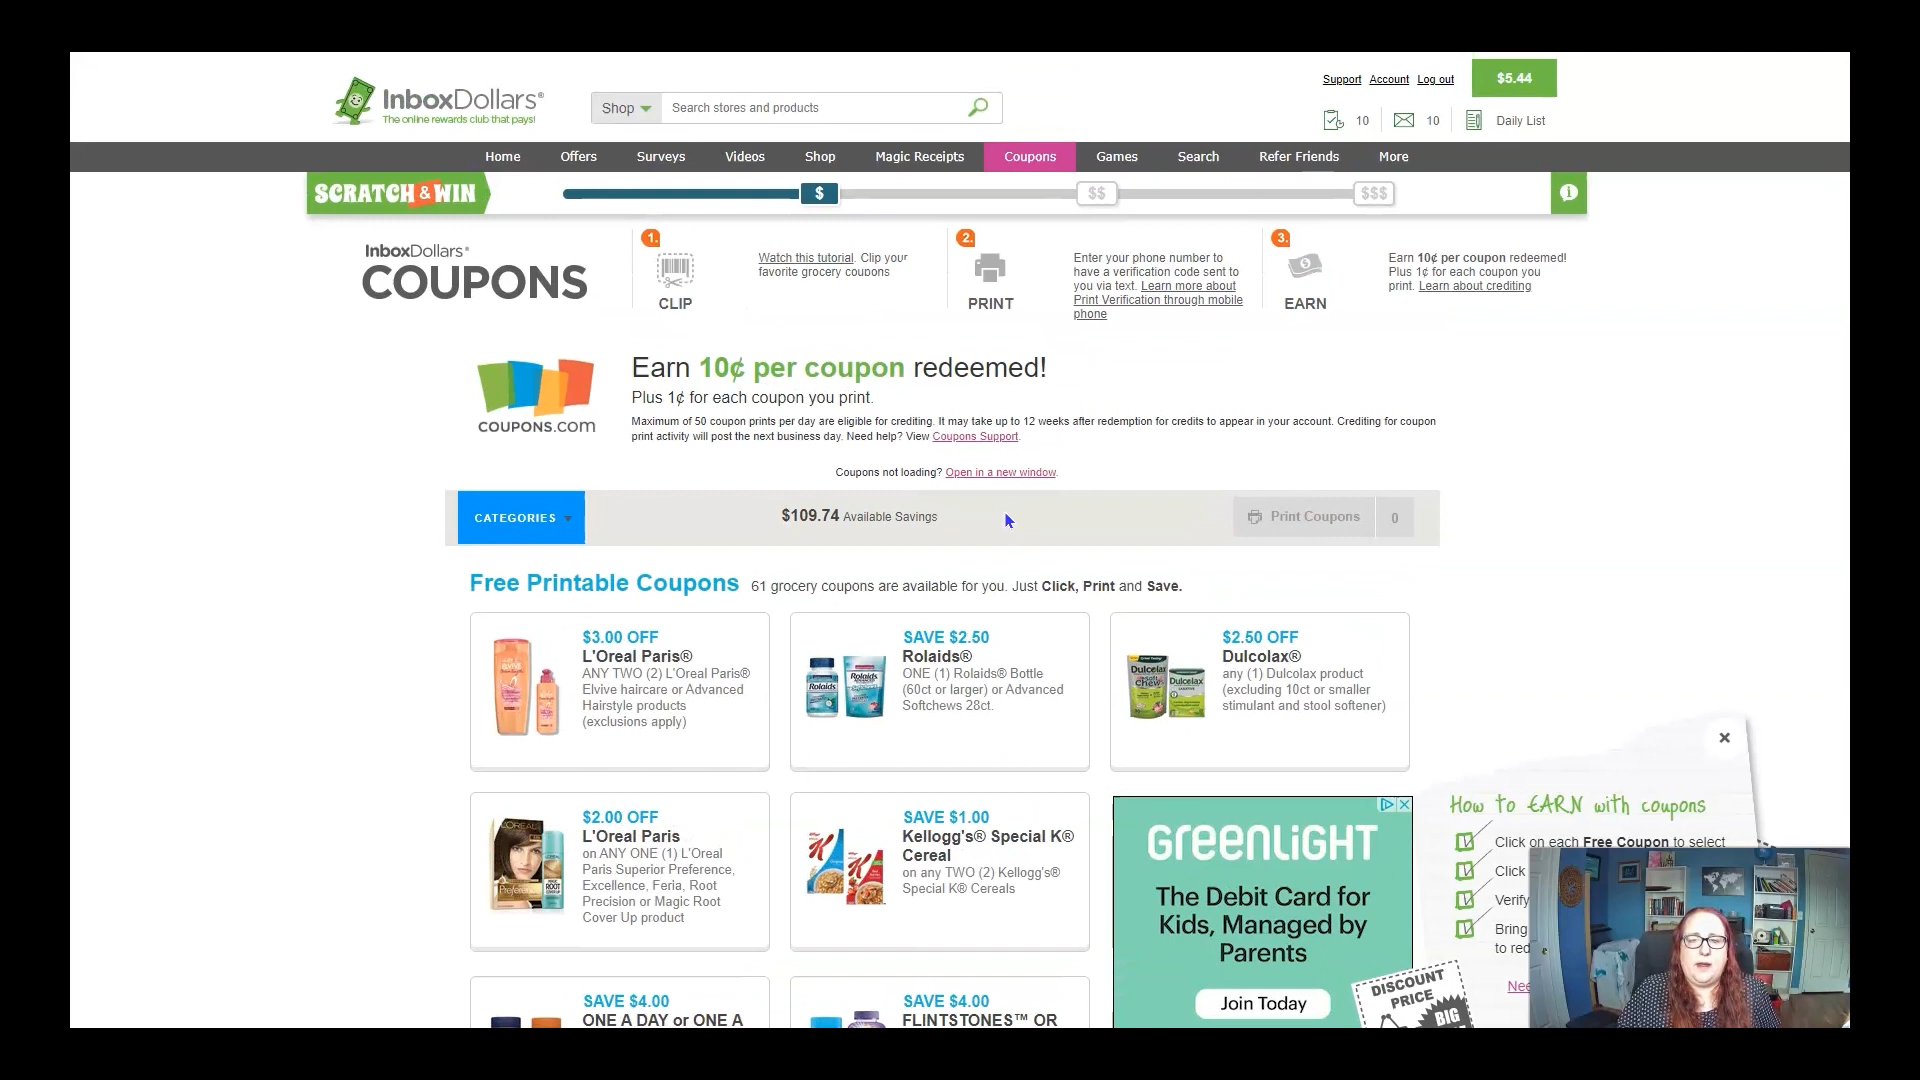 InboxDollars®
The online rewards club that pays!
Shop
Search stores and products
Support Account Log out
$5.44
10
10
Daily List
Home Offers Surveys Videos Shop Magic Receipts Coupons Games Search Refer Friends More
SCRATCH & WIN
$
$$
$$$
InboxDollars®
COUPONS
1.
CLIP
Watch this tutorial. Clip your
favorite grocery coupons
2.
PRINT
Enter your phone number to
have a verification code sent to
you via text. Learn more about
Print Verification through mobile
phone
3.
EARN
Earn 10¢ per coupon redeemed!
Plus 1¢ for each coupon you
print. Learn about crediting
COUPONS.com
Earn 10¢ per coupon redeemed!
Plus 1¢ for each coupon you print.
Maximum of 50 coupon prints per day are eligible for crediting. It may take up to 12 weeks after redemption for credits to appear in your account. Crediting for coupon
print activity will post the next business day. Need help? View Coupons Support.
Coupons not loading? Open in a new window.
CATEGORIES
$109.74 Available Savings
Print Coupons
0
Free Printable Coupons 61 grocery coupons are available for you. Just Click, Print and Save.
$3.00 OFF
L'Oreal Paris®
ANY TWO (2) L'Oreal Paris®
Elvive haircare or Advanced
Hairstyle products
(exclusions apply)
Rolaids
Rolaids
SAVE $2.50
Rolaids®
ONE (1) Rolaids® Bottle
(60ct or larger) or Advanced
Softchews 28ct.
Dulcolax
Dulcolax
$2.50 OFF
Dulcolax®
any (1) Dulcolax product
(excluding 10ct or smaller
stimulant and stool softener)
$2.00 OFF
L'Oreal Paris
on ANY ONE (1) L'Oreal
Paris Superior Preference,
Excellence, Feria, Root
Precision or Magic Root
Cover Up product
SAVE $1.00
Kellogg's® Special K®
Cereal
on any TWO (2) Kellogg's®
Special K® Cereals
GREENLiGHT
The Debit Card for
Kids, Managed by
Parents
Join Today
How to EARN with coupons
Click on each Free Coupon to select
Click
Verify
Bring
to red
Nee
DISCOUNT
PRICE
BIG
SAVE $4.00
ONE A DAY or ONE A
SAVE $4.00
FLINTSTONES™ OR